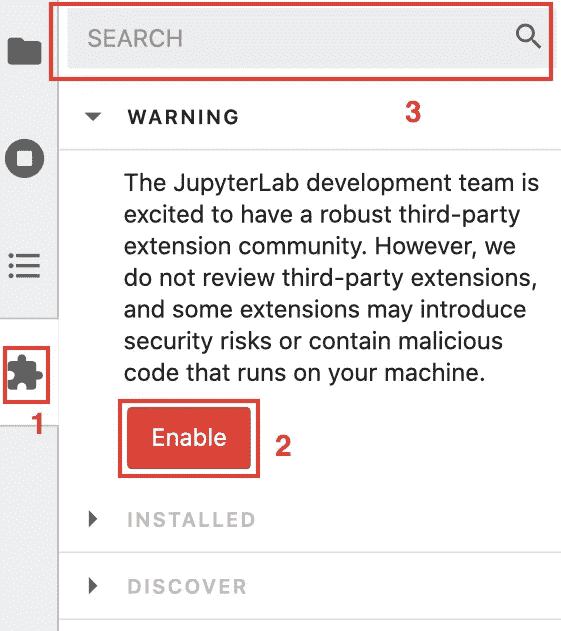 SEARCH
3
WARNING
The JupyterLab development team is
excited to have a robust third-party
extension community. However, we
do not review third-party extensions,
and some extensions may introduce
security risks or contain malicious
code that runs on your machine.
1
Enable
2
INSTALLED
DISCOVER